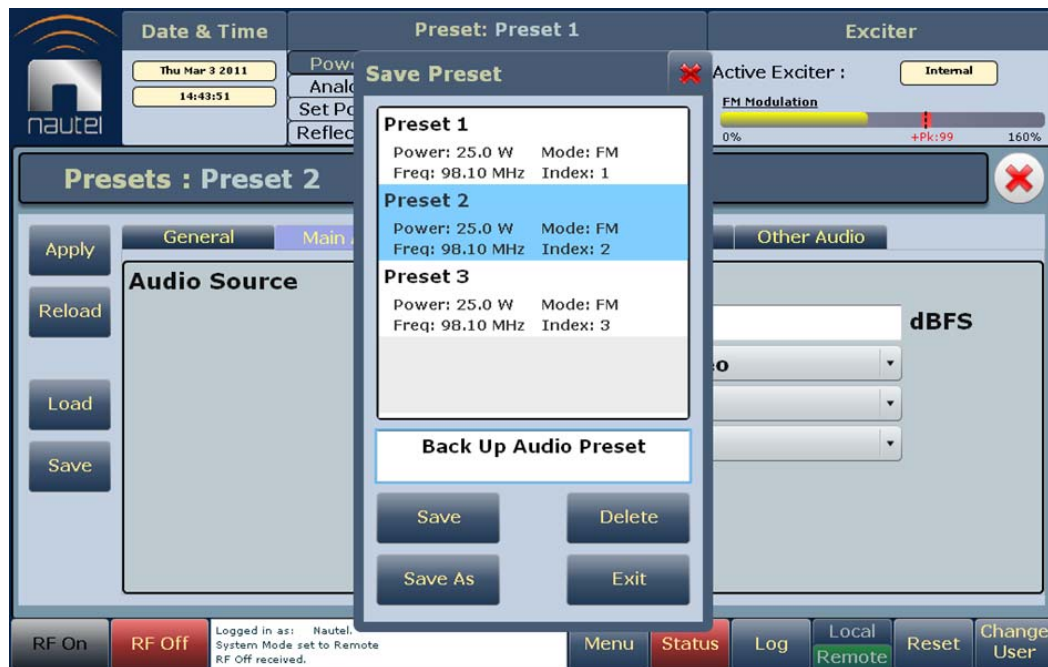 nautel
Date & Time
Thu Mar 3 2011
14:43:51
Preset: Preset 1
Exciter
Active Exciter :
Internal
FM Modulation
0%
+Pk:99
160%
Presets : Preset 2
Apply
Reload
Load
Save
General
Main
Other Audio
Audio Source
dBFS
Save Preset
Preset 1
Power: 25.0 W Mode: FM
Freq: 98.10 MHz Index: 1
Preset 2
Power: 25.0 W Mode: FM
Freq: 98.10 MHz Index: 2
Preset 3
Power: 25.0 W Mode: FM
Freq: 98.10 MHz Index: 3
Back Up Audio Preset
Save
Delete
Save As
Exit
RF On
RF Off
Logged in as: Nautel.
System Mode set to Remote
RF Off received.
Menu
Status
Log
Local
Remote
Reset
Change
User